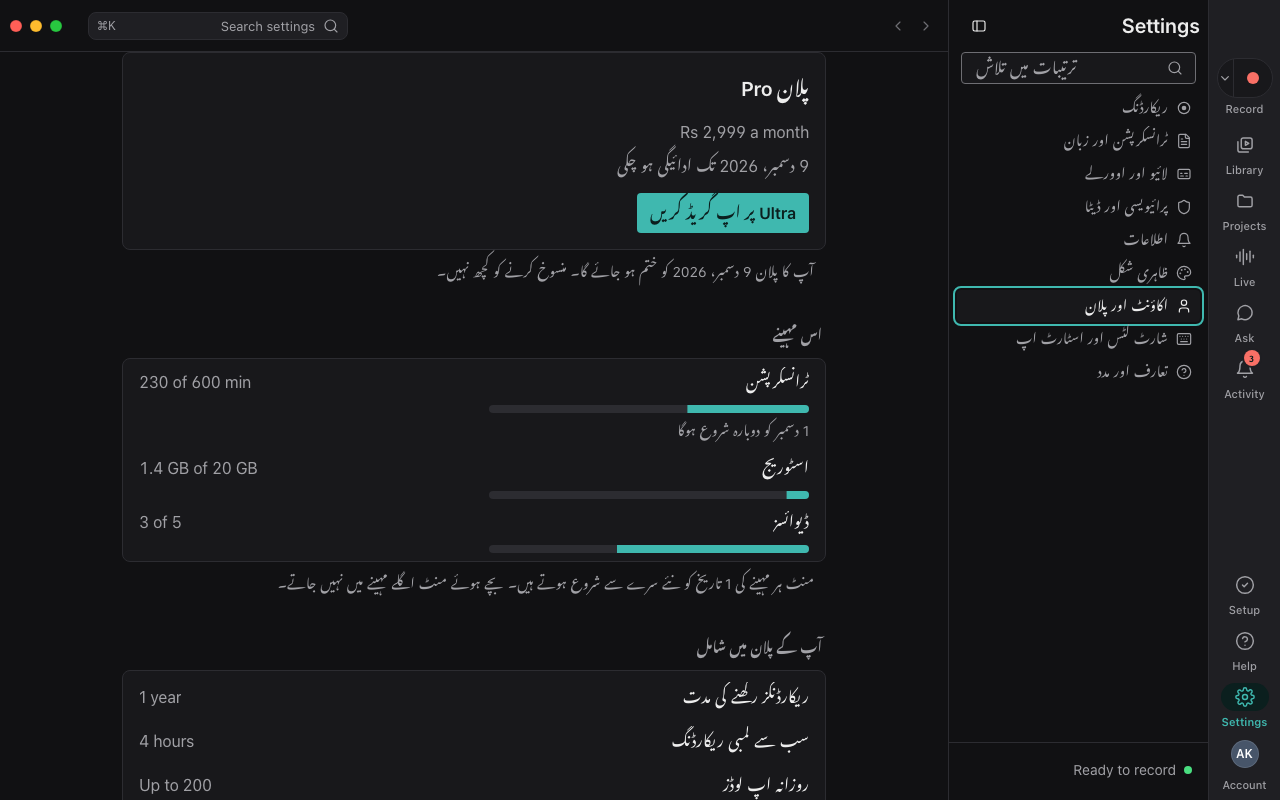 Settings
ترتیبات میں تلاش
ریکارڈنگ
ٹرانسکرپشن اور زبان
لائیو اور اوورلے
پرائیویسی اور ڈیٹا
اطلاعات
ظاہری شکل
اکاؤنٹ اور پلان
شارٹ کٹس اور اسٹارٹ اپ
تعارف اور مدد
Ready to record
Record
Library
Projects
Live
Ask
3
Activity
Setup
Help
Settings
AK
Account
⌘K
Search settings
پلان Pro
Rs 2,999 a month
9 دسمبر، 2026 تک ادائیگی ہو چکی
Ultra پر اپ گریڈ کریں
آپ کا پلان 9 دسمبر، 2026 کو ختم ہو جائے گا۔ منسوخ کرنے کو کچھ نہیں۔
اس مہینے
ٹرانسکرپشن
230 of 600 min
1 دسمبر کو دوبارہ شروع ہوگا
اسٹوریج
1.4 GB of 20 GB
ڈیوائسز
3 of 5
منٹ ہر مہینے کی 1 تاریخ کو نئے سرے سے شروع ہوتے ہیں۔ بچے ہوئے منٹ اگلے مہینے میں نہیں جاتے۔
آپ کے پلان میں شامل
ریکارڈنگز رکھنے کی مدت
1 year
سب سے لمبی ریکارڈنگ
4 hours
روزانہ اپ لوڈز
Up to 200